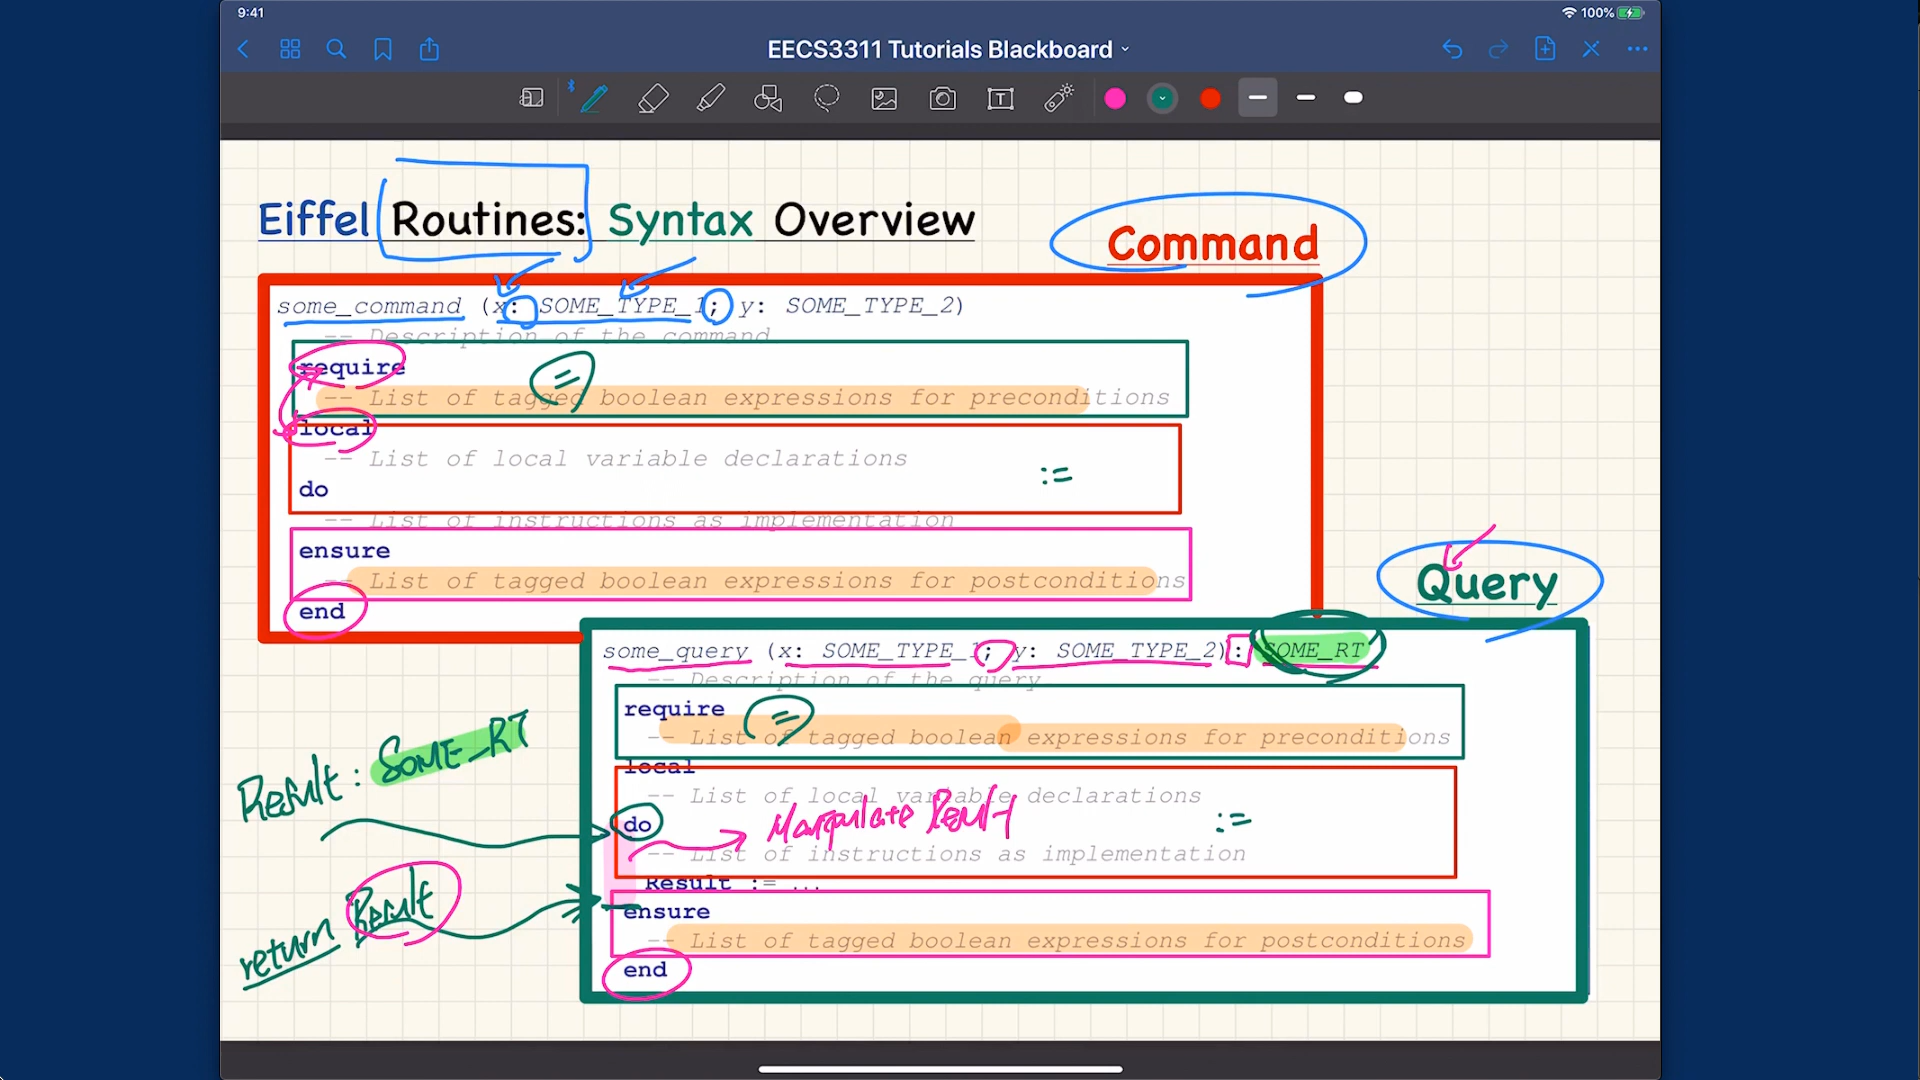 9:41
100%
EECS3311 Tutorials Blackboard
Eiffel Routines: Syntax Overview
Command
some_command (x: SOME_TYPE_1; y: SOME_TYPE_2)
-- Description of the command
require
=
-- List of tagged boolean expressions for preconditions
local
-- List of local variable declarations
:=
do
-- List of instructions as implementation
ensure
-- List of tagged boolean expressions for postconditions
end
Query
some_query (x: SOME_TYPE_1; y: SOME_TYPE_2): SOME_RT
-- Description of the query
require
=
-- List of tagged boolean expressions for preconditions
local
-- List of local variable declarations
do
Manipulate Result
:=
-- List of instructions as implementation
Result := ...
ensure
-- List of tagged boolean expressions for postconditions
end
Result : SOME_RT
return Result